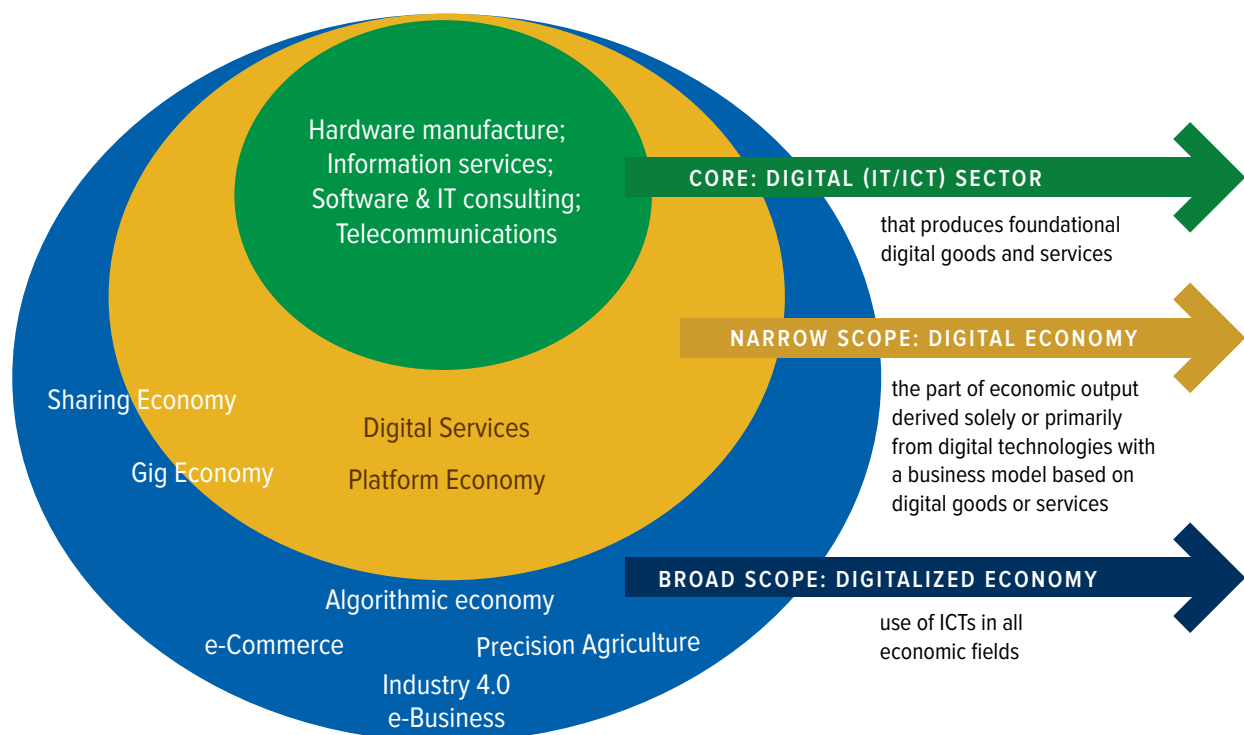 Hardware manufacture;
Information services;
Software & IT consulting;
Telecommunications
CORE: DIGITAL (IT/ICT) SECTOR
that produces foundational
digital goods and services
NARROW SCOPE: DIGITAL ECONOMY
the part of economic output
derived solely or primarily
from digital technologies with
a business model based on
digital goods or services
Sharing Economy
Digital Services
Gig Economy
Platform Economy
BROAD SCOPE: DIGITALIZED ECONOMY
use of ICTs in all
economic fields
Algorithmic economy
e-Commerce
Precision Agriculture
Industry 4.0
e-Business